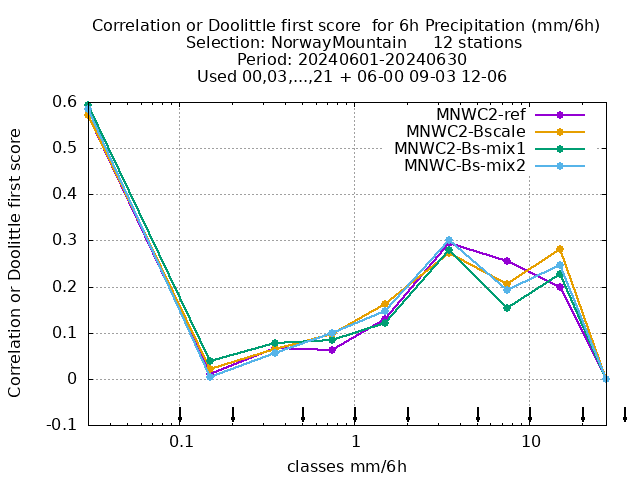 Correlation or Doolittle first score  for 6h Precipitation (mm/6h)
Selection: NorwayMountain     12 stations
Period: 20240601-20240630
Used 00,03,...,21 + 06-00 09-03 12-06
MNWC2-ref
MNWC2-Bscale
MNWC2-Bs-mix1
MNWC-Bs-mix2
Correlation or Doolittle first score
0.6
0.5
0.4
0.3
0.2
0.1
0
-0.1
0.1
1
10
classes mm/6h